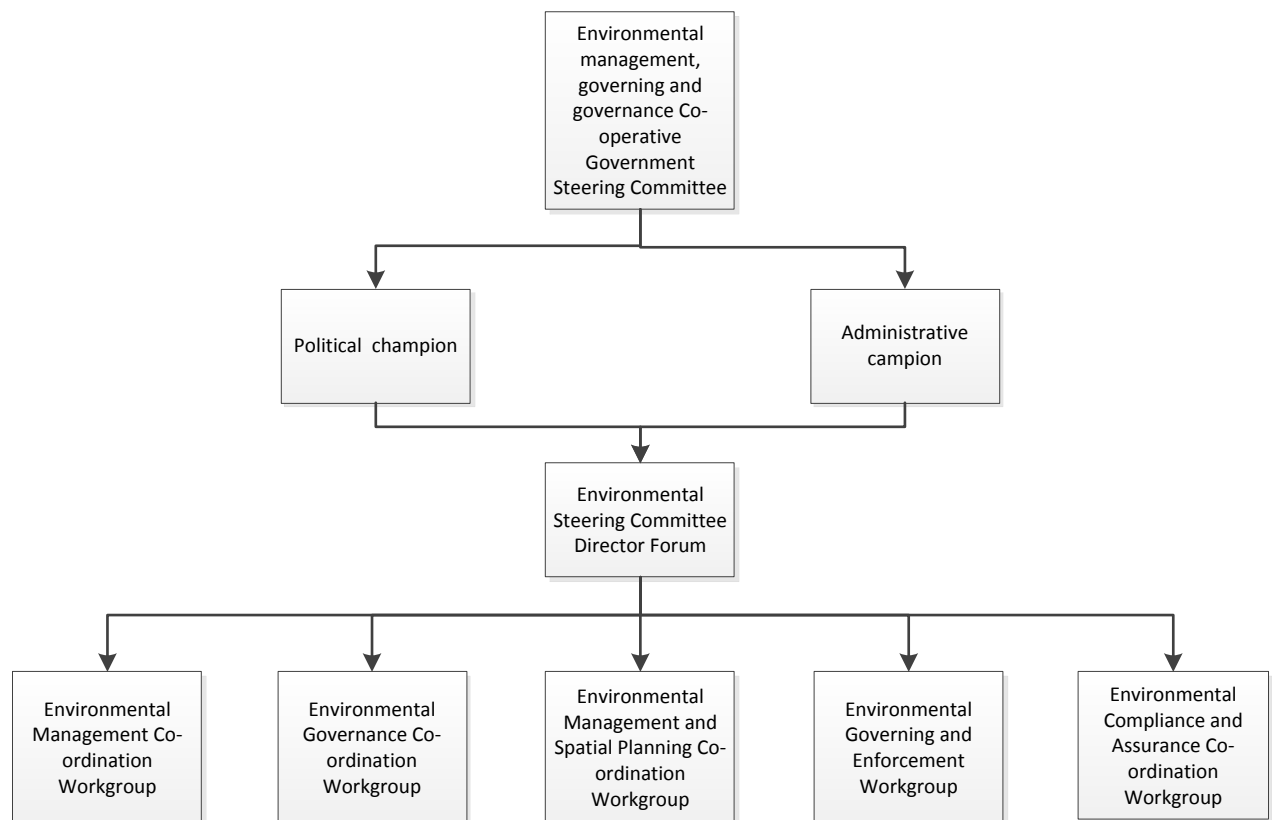 Environmental
management,
governing and
governance Co-
operative
Government
Steering Committee
Political  champion
Administrative
campion
Environmental
Steering Committee
Director Forum
Environmental
Management Co-
ordination
Workgroup
Environmental
Governance Co-
ordination
Workgroup
Environmental
Management and
Spatial Planning Co-
ordination
Workgroup
Environmental
Governing and
Enforcement
Workgroup
Environmental
Compliance and
Assurance Co-
ordination
Workgroup